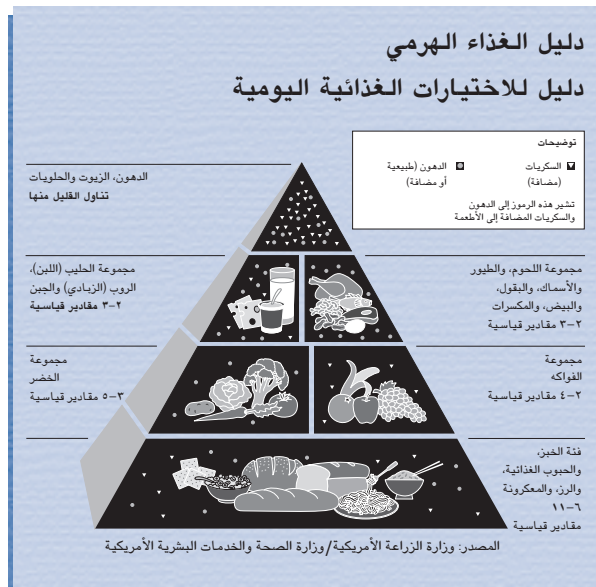 دليل الغذاء الهرمي
دليل للاختيارات الغذائية اليومية
توضيحات
السكريات
(مضافة)
الدهون (طبيعية
أو مضافة)
تشير هذه الرموز إلى الدهون
والسكريات المضافة إلى الأطعمة
الدهون، الزيوت والحلويات
تناول القليل منها
مجموعة اللحوم، والطيور
والأسماك، والبقول،
والبيض، والمكسرات
٢-٣ مقادير قياسية
مجموعة الحليب (اللبن)،
الروب (الزبادي) والجبن
٢-٣ مقادير قياسية
مجموعة
الفواكه
٢-٤ مقادير قياسية
مجموعة
الخضر
٣-٥ مقادير قياسية
فئة الخبز،
والحبوب الغذائية،
والرز، والمعكرونة
٦-١١
مقادير قياسية
المصدر: وزارة الزراعة الأمريكية/وزارة الصحة والخدمات البشرية الأمريكية